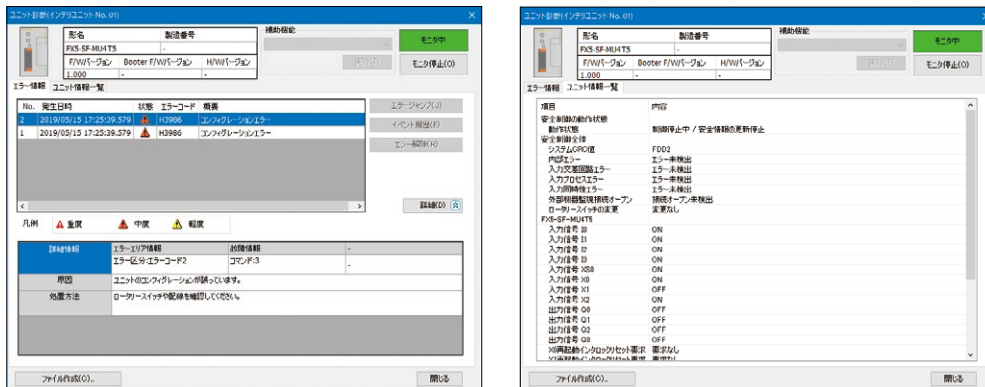 ユニット診断(インテリユニット No. 01)
形名 製造番号
FX5-SF-MU4T5 -
F/Wバージョン Booter F/Wバージョン H/Wバージョン
1.000 - -
補助機能
実行(T)
モニタ中
モニタ停止(O)
エラー情報 ユニット情報一覧
No. 発生日時 状態 エラーコード 概要
2 2019/05/15 17:25:39.579 H3986 コンフィグレーションエラー
1 2019/05/15 17:25:39.579 H3986 コンフィグレーションエラー
エラージャンプ(J)
イベント履歴(E)
エラー解除(H)
詳細(D)
凡例 重度 中度 軽度
詳細情報 エラーエリア情報 故障情報 -
エラー区分:エラーコード2 コマンド:3 -
原因 ユニットのコンフィグレーションが誤っています。
処置方法 ロータリースイッチや配線を確認してください。
ファイル作成(C)... 閉じる
ユニット診断(インテリユニット No. 01)
形名 製造番号
FX5-SF-MU4T5 -
F/Wバージョン Booter F/Wバージョン H/Wバージョン
1.000 - -
補助機能
実行(T)
モニタ中
モニタ停止(O)
エラー情報 ユニット情報一覧
項目 内容
安全制御の動作状態
動作状態 制御停止中 / 安全情報の更新停止
安全制御全体
システムCRC値 FDD2
内部エラー エラー未検出
入力交差回路エラー エラー未検出
入力プロセスエラー エラー未検出
入力同時性エラー エラー未検出
外部機器監視接続オープン 接続オープン未検出
ロータリースイッチの変更 変更なし
FX5-SF-MU4T5
入力信号 I0 ON
入力信号 I1 ON
入力信号 I2 ON
入力信号 I3 ON
入力信号 XS0 ON
入力信号 X0 ON
入力信号 X1 OFF
入力信号 X2 ON
出力信号 Q0 OFF
出力信号 Q1 OFF
出力信号 Q2 OFF
出力信号 Q3 OFF
X0再起動インタロックリセット要求 要求なし
X1再起動インタロックリセット要求 要求なし
ファイル作成(C)... 閉じる